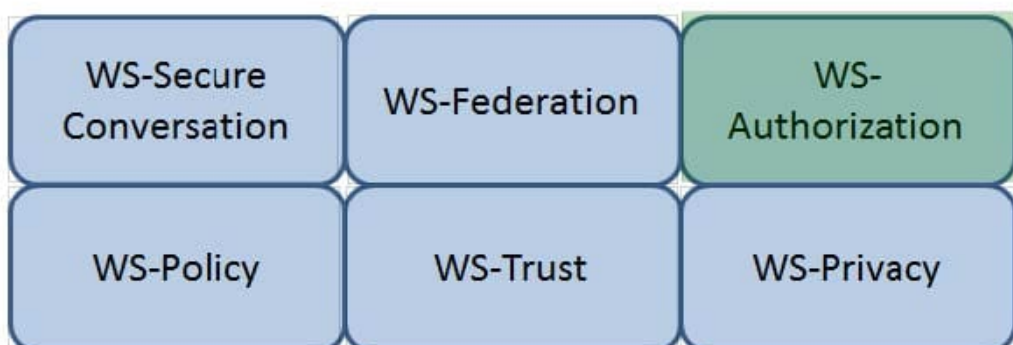 WS-Secure
Conversation
WS-Federation
WS-
Authorization
WS-Policy
WS-Trust
WS-Privacy